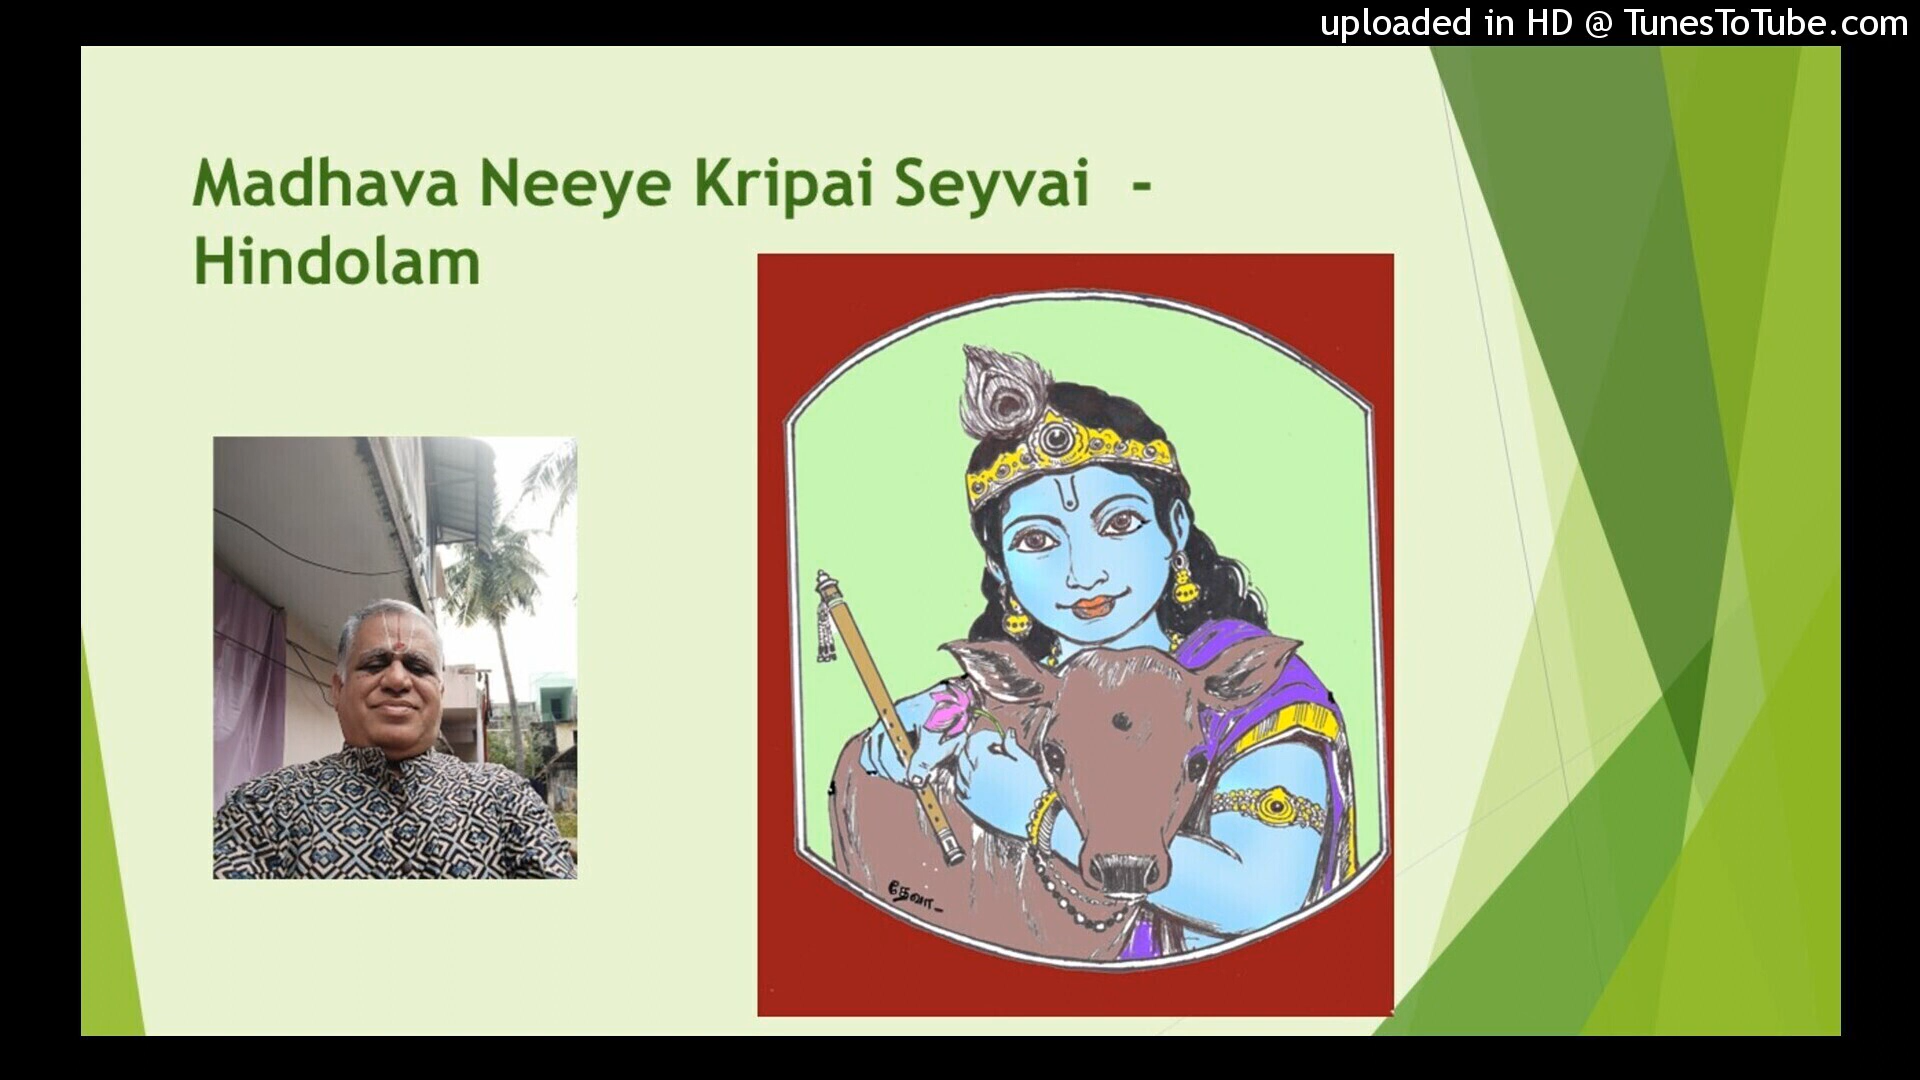 uploaded in HD @ TunesToTube.com
Madhava Neeye Kripai Seyvai -
Hindolam
தேவா